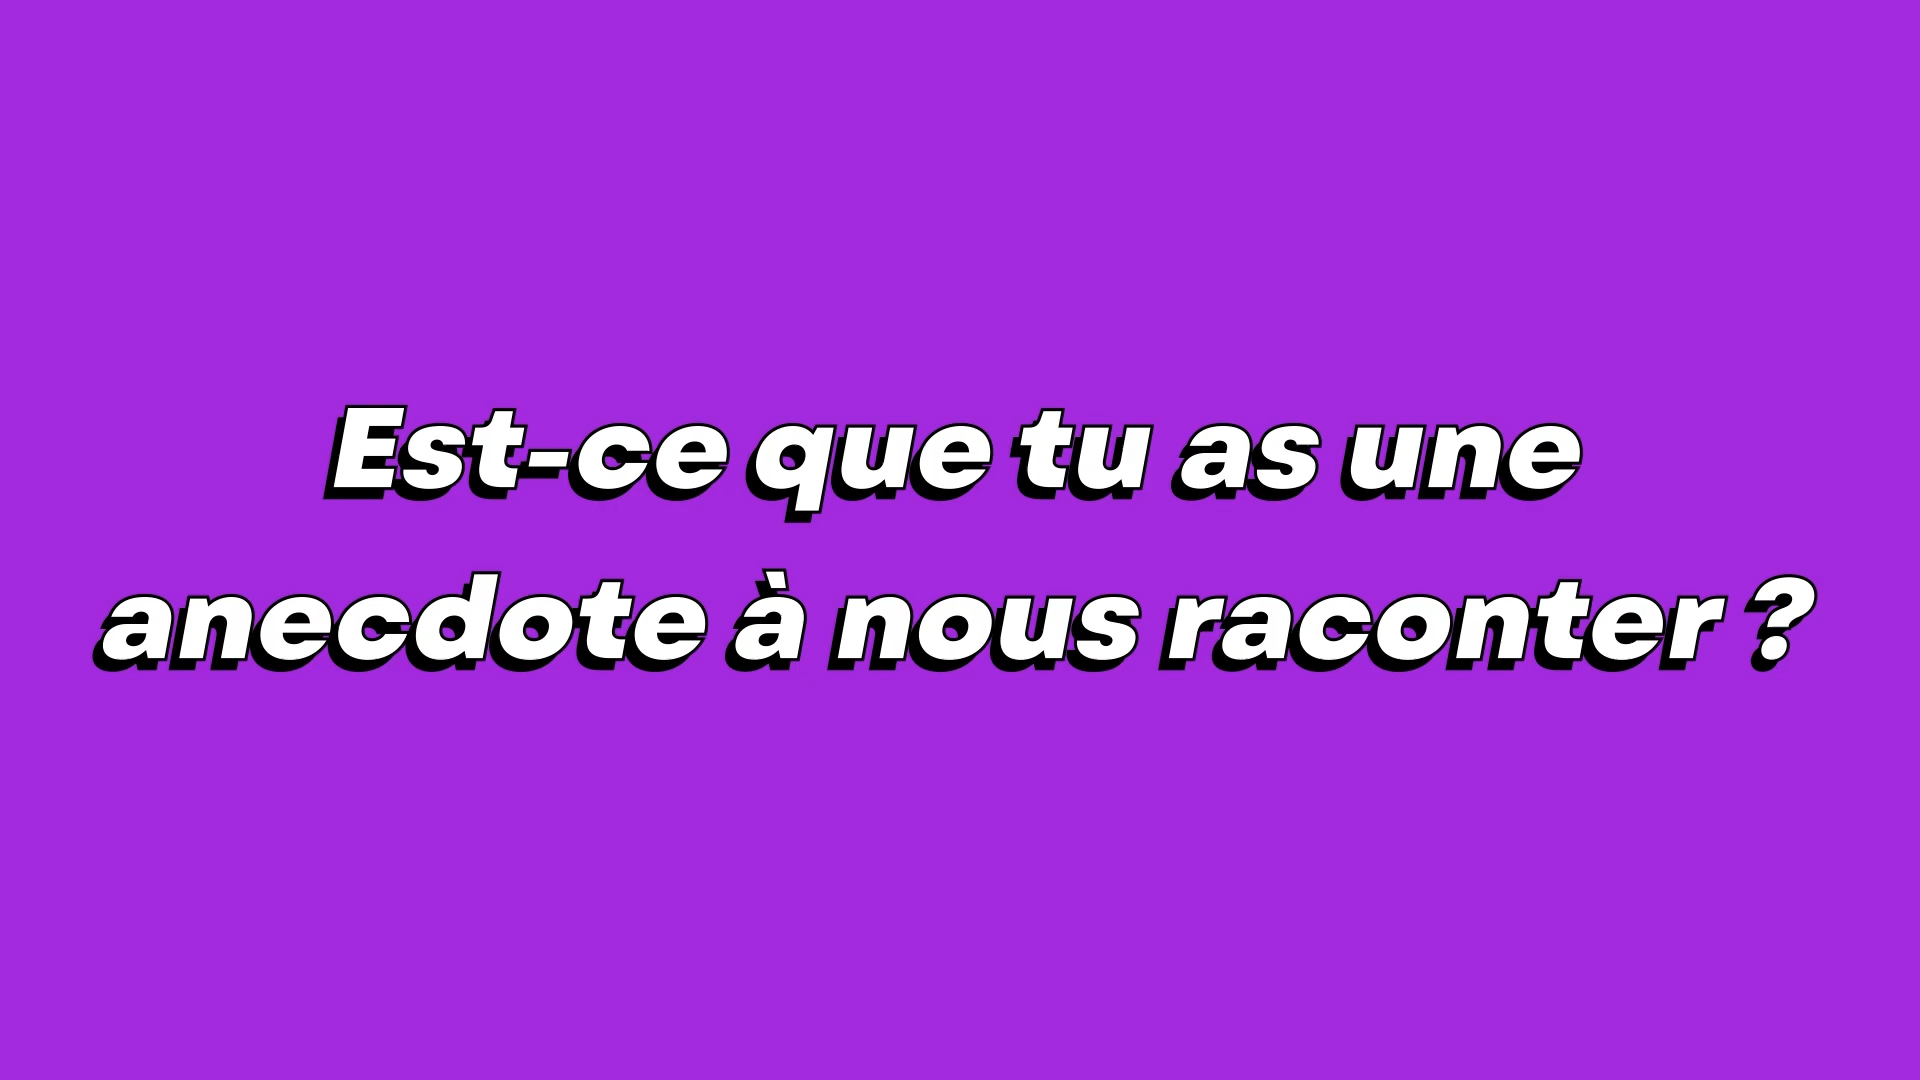 Est-ce que tu as une
anecdote à nous raconter ?